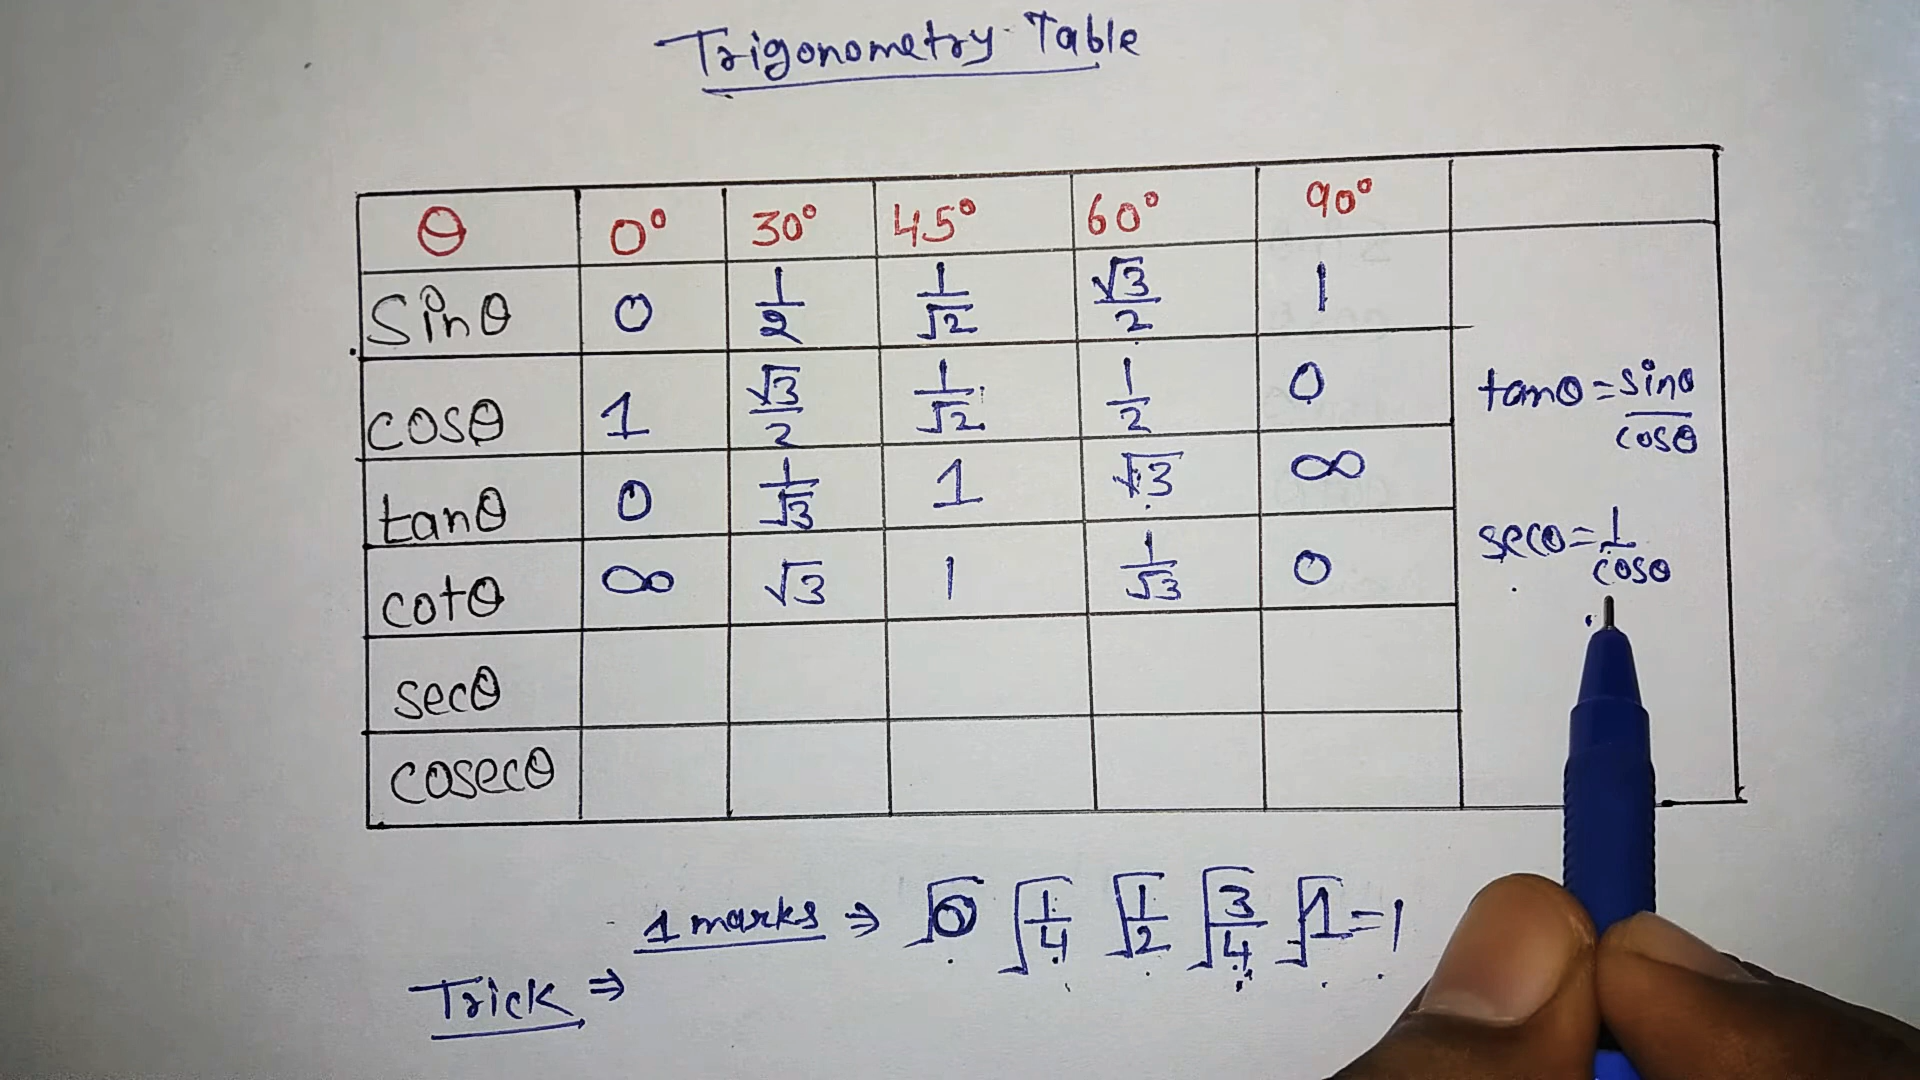 Trigonometry Table
θ 0° 30° 45° 60° 90°
Sinθ 0 1/2 1/√2 √3/2 1
cosθ 1 √3/2 1/√2 1/2 0
tanθ 0 1/√3 1 √3 ∞
cotθ ∞ √3 1 1/√3 0
secθ
cosecθ
tanθ = sinθ/cosθ
secθ = 1/cosθ
1 marks ⇒ √0 √1/4 √1/2 √3/4 √1 = 1
Trick ⇒